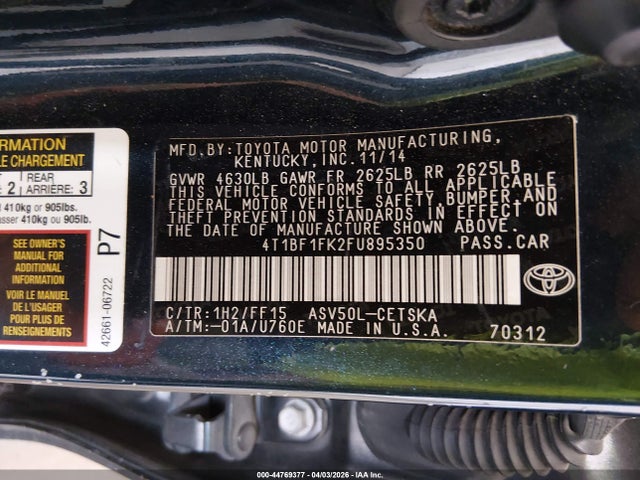 FORMATION
LE CHARGEMENT
2 REAR ARRIÈRE: 3
410kg or 905lbs.
asser 410kg ou 905lb.
SEE OWNER'S
MANUAL FOR
ADDITIONAL
INFORMATION
VOIR LE MANUEL
DE L'USAGER
POUR PLUS DE
RENSEIGNEMENTS
P7
42661-06722
MFD.BY:TOYOTA MOTOR MANUFACTURING,
KENTUCKY,INC.11/14
GVWR 4630LB GAWR FR 2625LB RR 2625LB
THIS VEHICLE CONFORMS TO ALL APPLICABLE
FEDERAL MOTOR VEHICLE SAFETY,BUMPER,AND
THEFT PREVENTION STANDARDS IN EFFECT ON
THE DATE OF MANUFACTURE SHOWN ABOVE.
4T1BF1FK2FU895350 PASS.CAR
C/TR:1H2/FF15 ASV50L-CETSKA
A/TM:-01A/U760E MADE IN U.S.A.
70312
TOYOTA
000-44769377 - 04/03/2026 - IAA Inc.